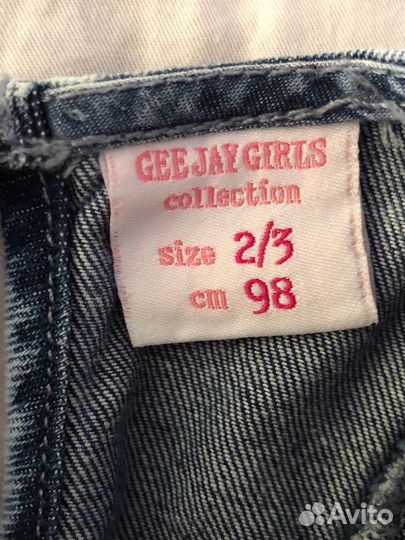 GEE JAY GIRLS
collection
size 2/3
cm 98
Avito